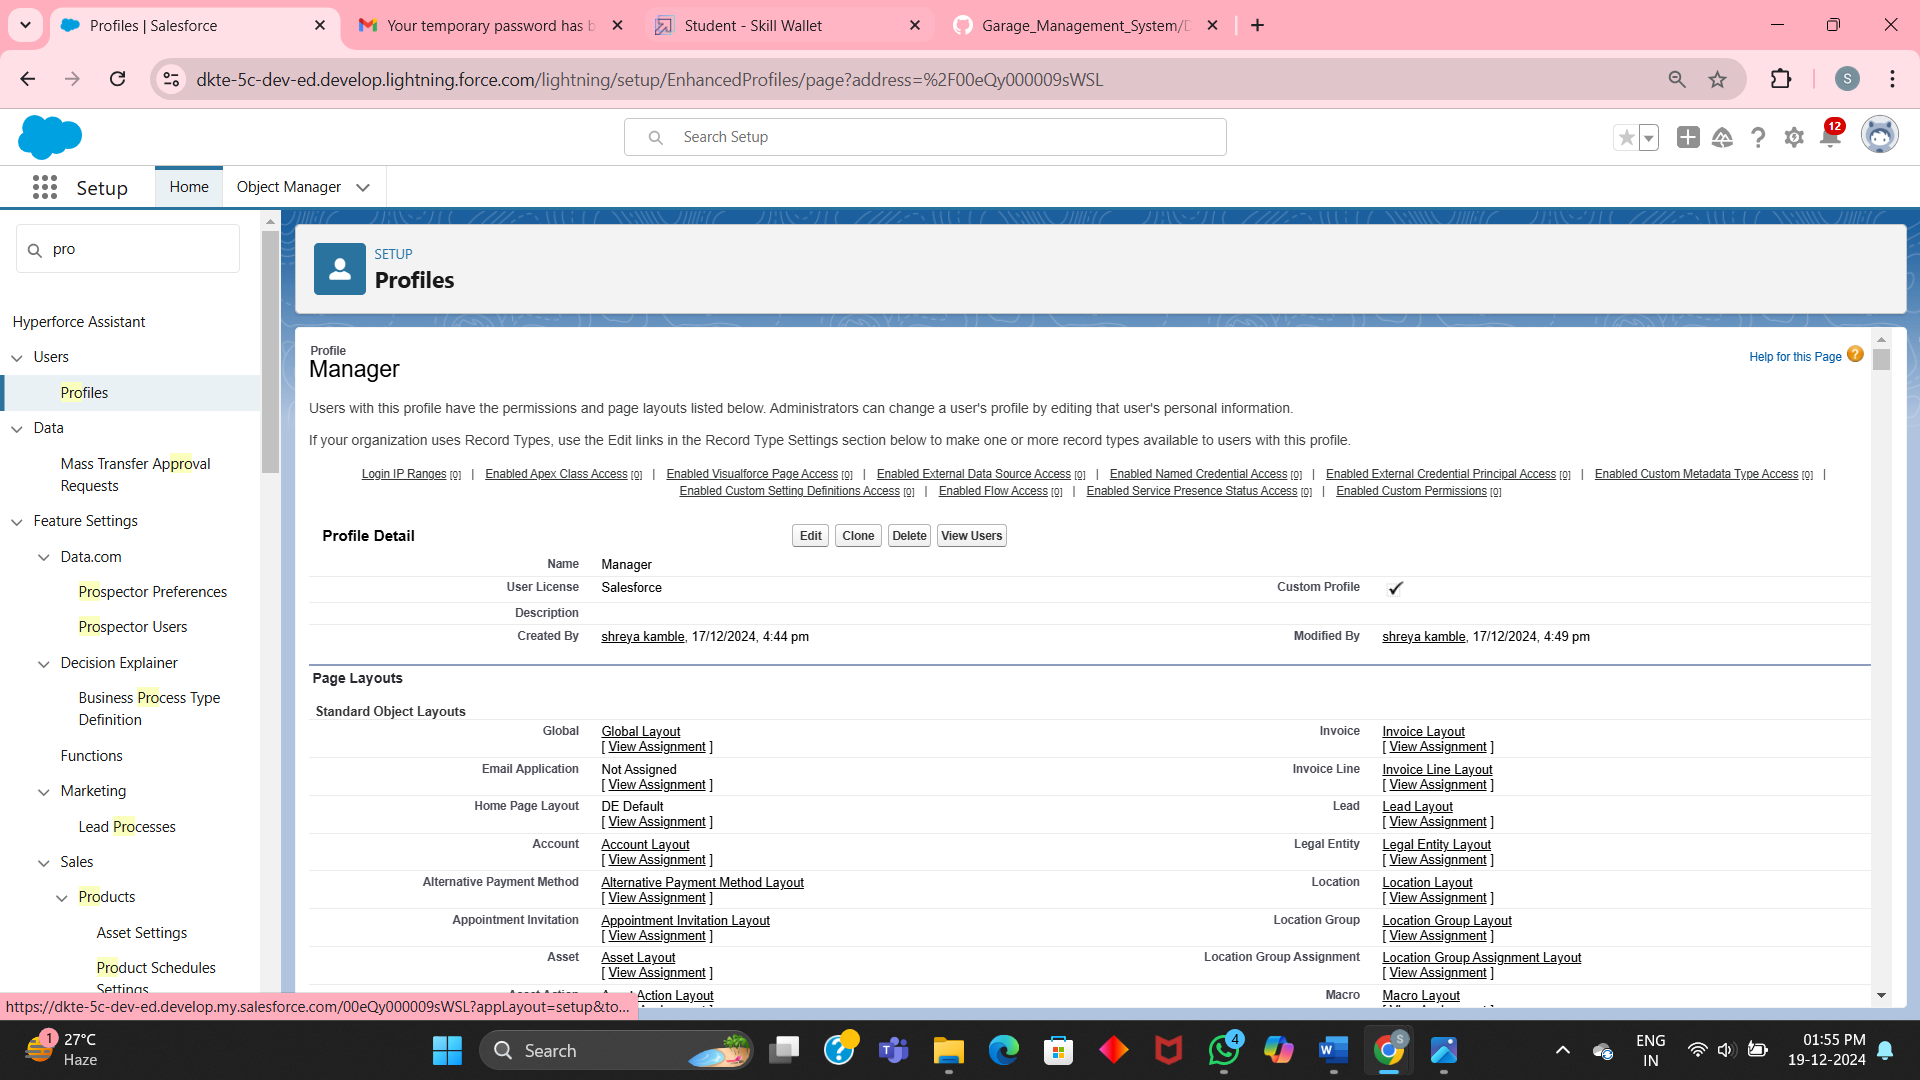 Profiles | Salesforce
Your temporary password has b
Student - Skill Wallet
Garage_Management_System/D
dkte-5c-dev-ed.develop.lightning.force.com/lightning/setup/EnhancedProfiles/page?address=%2F00eQy000009sWSL
S
Search Setup
12
Setup
Home
Object Manager
pro
Hyperforce Assistant
Users
Profiles
Data
Mass Transfer Approval
Requests
Feature Settings
Data.com
Prospector Preferences
Prospector Users
Decision Explainer
Business Process Type
Definition
Functions
Marketing
Lead Processes
Sales
Products
Asset Settings
Product Schedules
Settings
SETUP
Profiles
Profile
Manager
Help for this Page ?
Users with this profile have the permissions and page layouts listed below. Administrators can change a user's profile by editing that user's personal information.
If your organization uses Record Types, use the Edit links in the Record Type Settings section below to make one or more record types available to users with this profile.
Login IP Ranges [0] | Enabled Apex Class Access [0] | Enabled Visualforce Page Access [0] | Enabled External Data Source Access [0] | Enabled Named Credential Access [0] | Enabled External Credential Principal Access [0] | Enabled Custom Metadata Type Access [0] |
Enabled Custom Setting Definitions Access [0] | Enabled Flow Access [0] | Enabled Service Presence Status Access [0] | Enabled Custom Permissions [0]
Profile Detail
Edit Clone Delete View Users
Name Manager
User License Salesforce Custom Profile ✓
Description
Created By shreya kamble, 17/12/2024, 4:44 pm Modified By shreya kamble, 17/12/2024, 4:49 pm
Page Layouts
Standard Object Layouts
Global Global Layout Invoice Invoice Layout
[ View Assignment ] [ View Assignment ]
Email Application Not Assigned Invoice Line Invoice Line Layout
[ View Assignment ] [ View Assignment ]
Home Page Layout DE Default Lead Lead Layout
[ View Assignment ] [ View Assignment ]
Account Account Layout Legal Entity Legal Entity Layout
[ View Assignment ] [ View Assignment ]
Alternative Payment Method Alternative Payment Method Layout Location Location Layout
[ View Assignment ] [ View Assignment ]
Appointment Invitation Appointment Invitation Layout Location Group Location Group Layout
[ View Assignment ] [ View Assignment ]
Asset Asset Layout Location Group Assignment Location Group Assignment Layout
[ View Assignment ] [ View Assignment ]
Action Layout Macro Macro Layout
https://dkte-5c-dev-ed.develop.my.salesforce.com/00eQy000009sWSL?appLayout=setup&to...
1
27°C
Haze
Search
4
S
ENG
IN
01:55 PM
19-12-2024